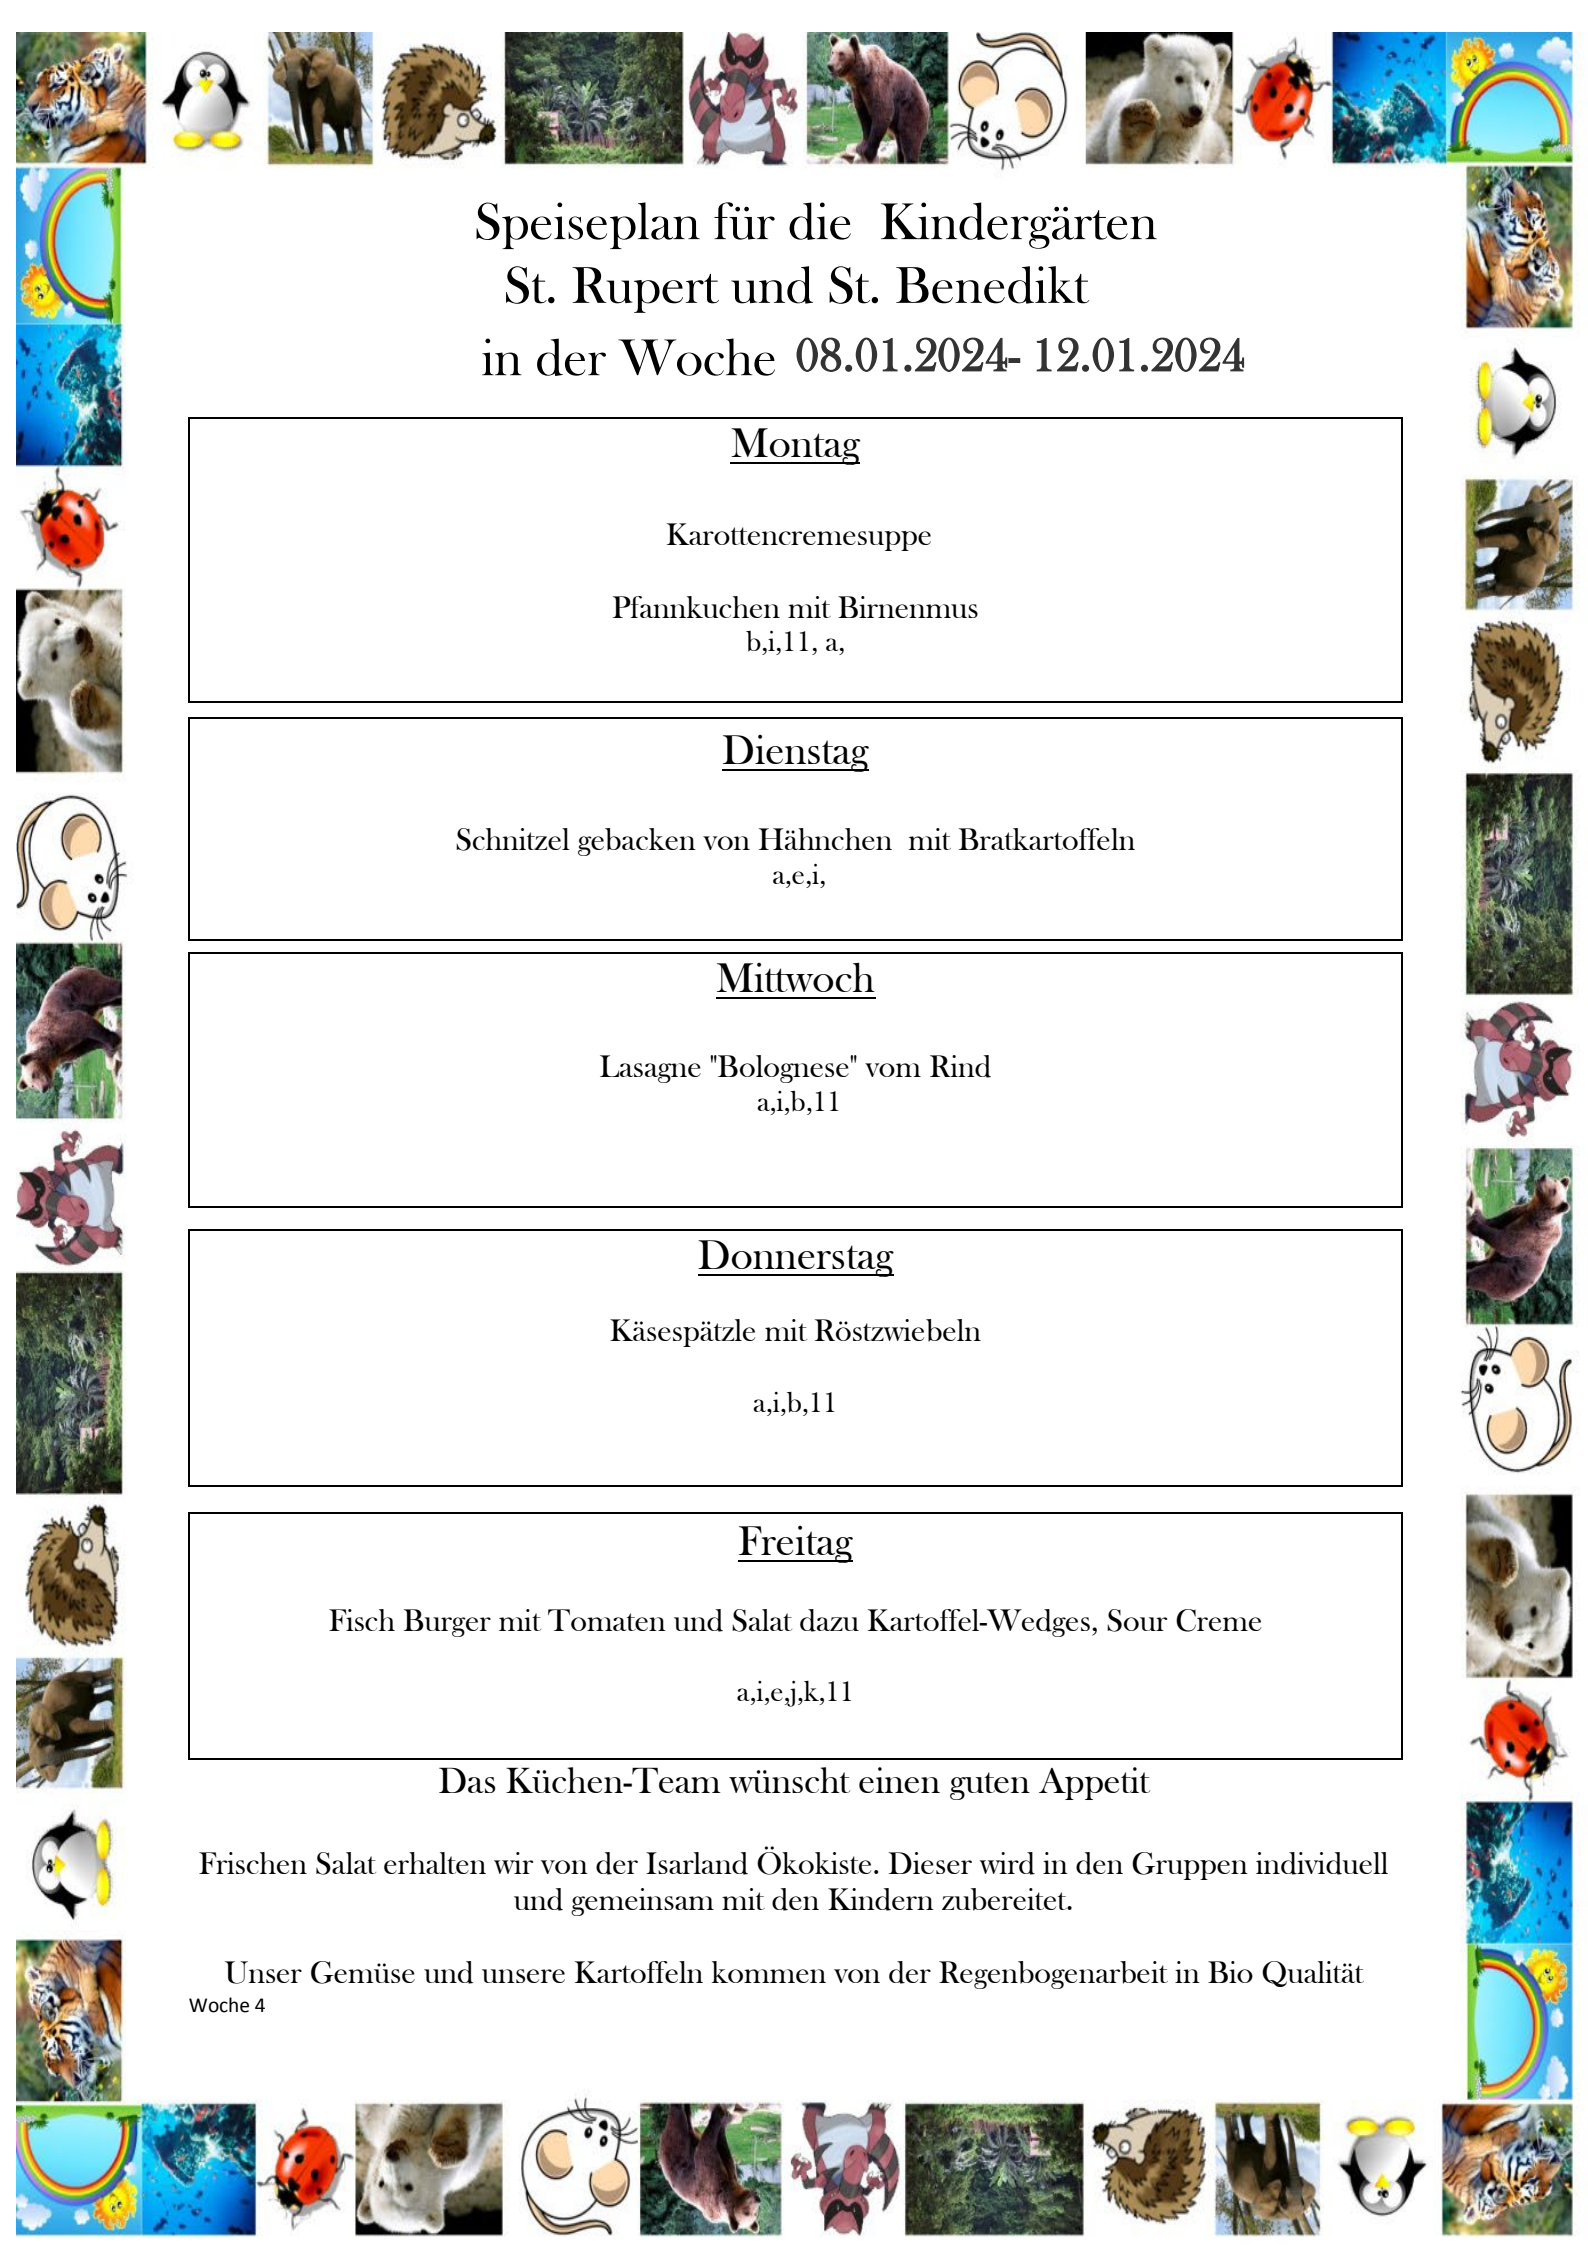 Speiseplan für die Kindergärten
St. Rupert und St. Benedikt
in der Woche 08.01.2024- 12.01.2024
Montag
Karottencremesuppe
Pfannkuchen mit Birnenmus
b,i,11, a,
Dienstag
Schnitzel gebacken von Hähnchen mit Bratkartoffeln
a,e,i,
Mittwoch
Lasagne "Bolognese" vom Rind
a,i,b,11
Donnerstag
Käsespätzle mit Röstzwiebeln
a,i,b,11
Freitag
Fisch Burger mit Tomaten und Salat dazu Kartoffel-Wedges, Sour Creme
a,i,e,j,k,11
Das Küchen-Team wünscht einen guten Appetit
Frischen Salat erhalten wir von der Isarland Ökokiste. Dieser wird in den Gruppen individuell
und gemeinsam mit den Kindern zubereitet.
Unser Gemüse und unsere Kartoffeln kommen von der Regenbogenarbeit in Bio Qualität
Woche 4